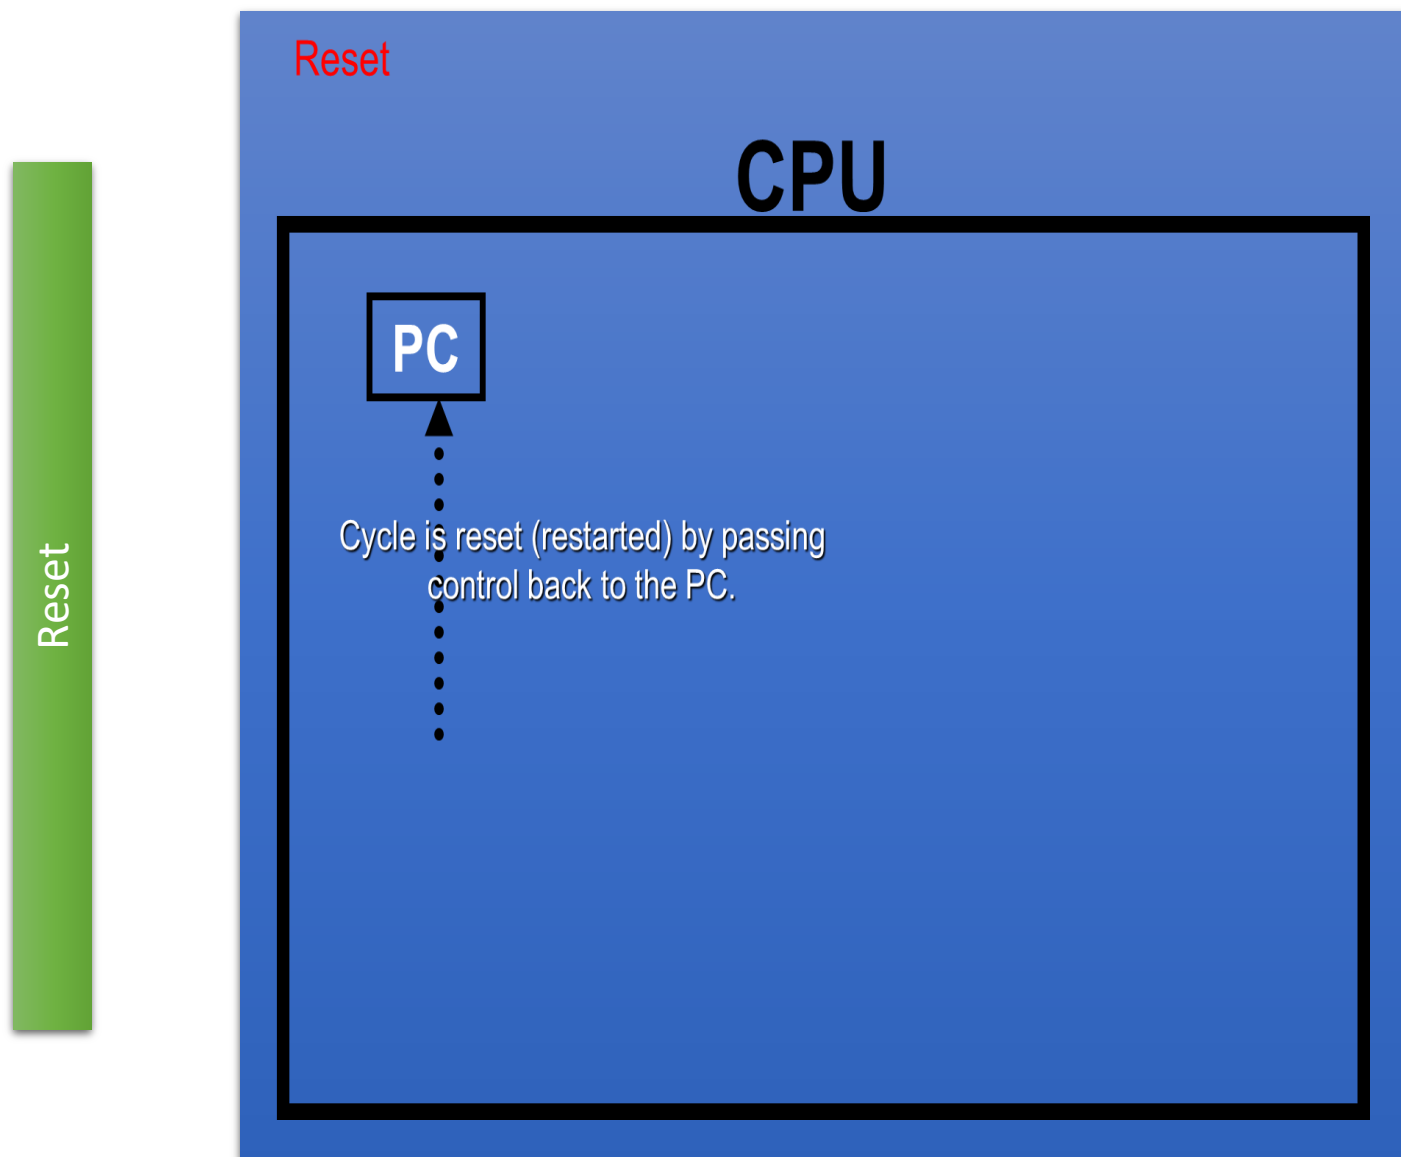 Reset
Reset
CPU
PC
Cycle is reset (restarted) by passing
control back to the PC.